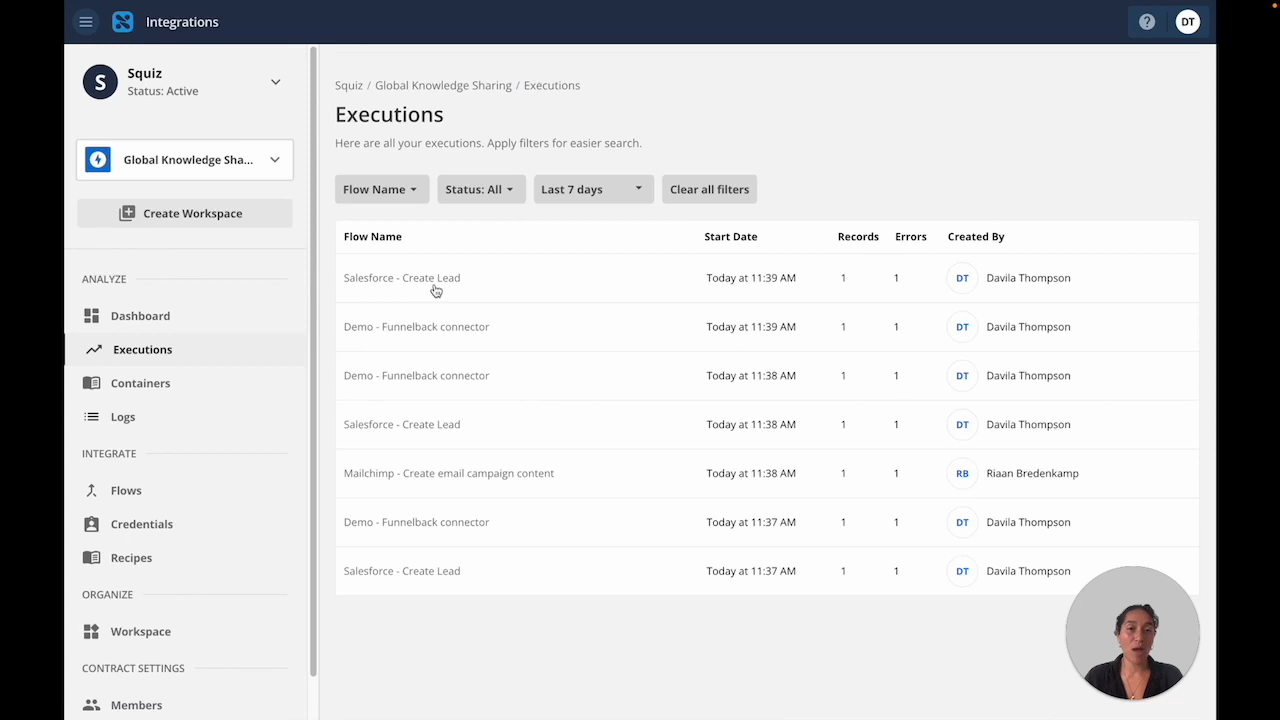 Integrations
DT
S
Squiz
Status: Active
Global Knowledge Sha...
Create Workspace
ANALYZE
Dashboard
Executions
Containers
Logs
INTEGRATE
Flows
Credentials
Recipes
ORGANIZE
Workspace
CONTRACT SETTINGS
Members
Squiz / Global Knowledge Sharing / Executions
Executions
Here are all your executions. Apply filters for easier search.
Flow Name Status: All Last 7 days Clear all filters
Flow Name Start Date Records Errors Created By
Salesforce - Create Lead Today at 11:39 AM 1 1 DT Davila Thompson
Demo - Funnelback connector Today at 11:39 AM 1 1 DT Davila Thompson
Demo - Funnelback connector Today at 11:38 AM 1 1 DT Davila Thompson
Salesforce - Create Lead Today at 11:38 AM 1 1 DT Davila Thompson
Mailchimp - Create email campaign content Today at 11:38 AM 1 1 RB Riaan Bredenkamp
Demo - Funnelback connector Today at 11:37 AM 1 1 DT Davila Thompson
Salesforce - Create Lead Today at 11:37 AM 1 1 DT Davila Thompson